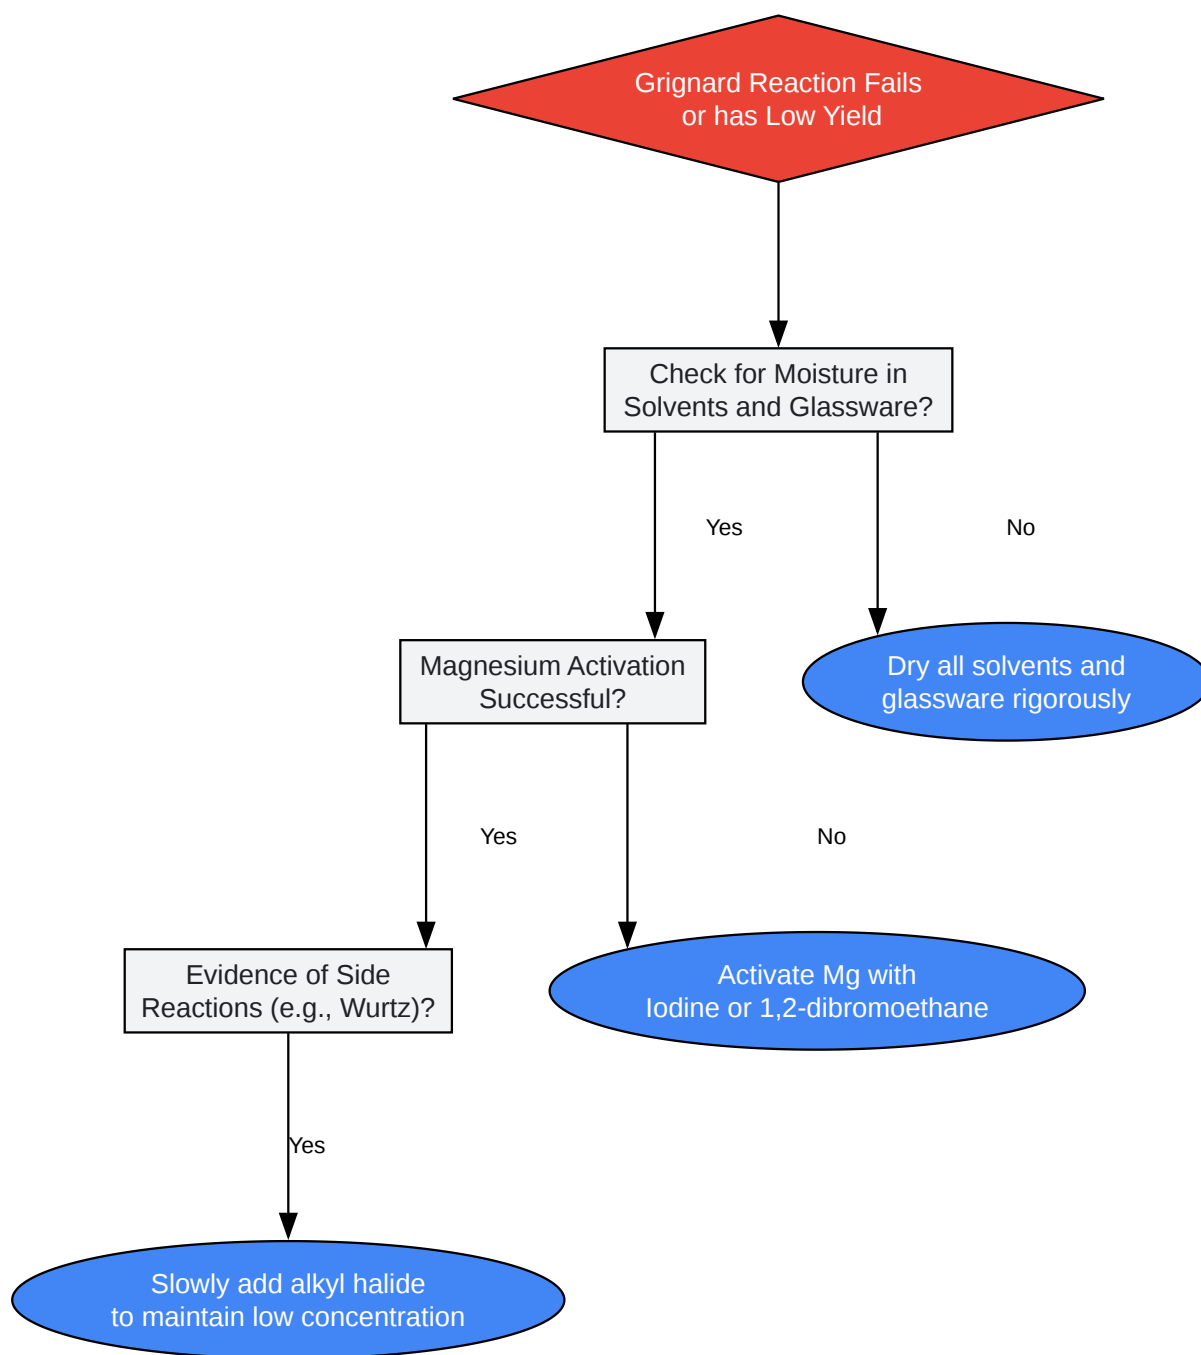 Grignard Reaction Fails
or has Low Yield
Check for Moisture in
Solvents and Glassware?
Yes
No
Magnesium Activation
Successful?
Dry all solvents and
glassware rigorously
Yes
No
Evidence of Side
Reactions (e.g., Wurtz)?
Activate Mg with
Iodine or 1,2-dibromoethane
Yes
Slowly add alkyl halide
to maintain low concentration